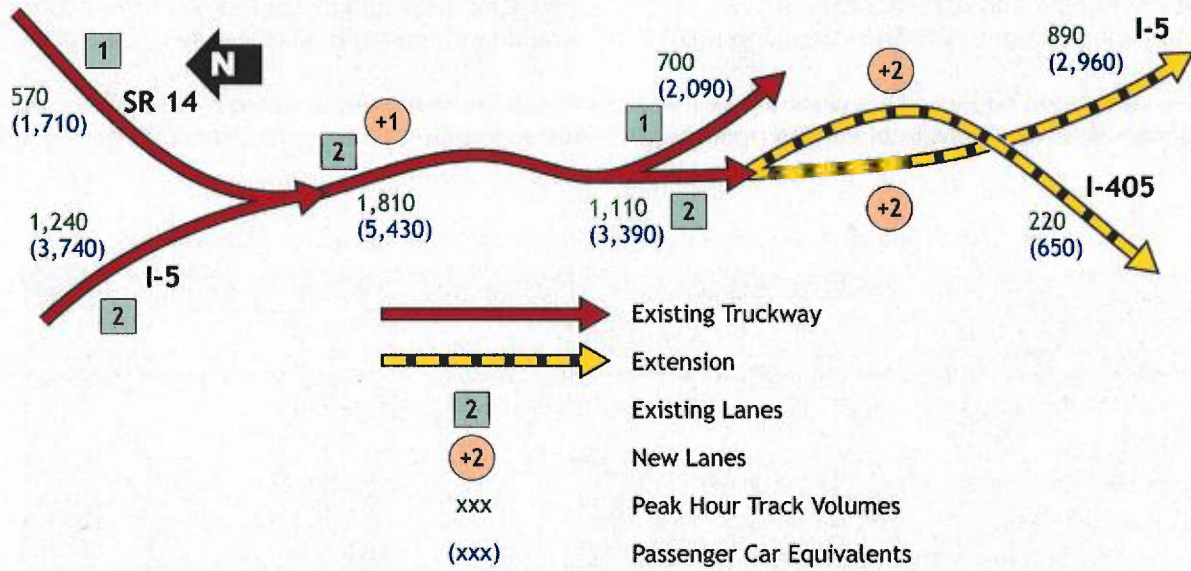 I-5
890
(2,960)
700
(2,090)
+2
1
N
570
(1,710)
SR 14
+1
1
2
I-405
1,240
(3,740)
1,810
(5,430)
1,110
(3,390)
2
+2
220
(650)
I-5
2
Existing Truckway
Extension
2
Existing Lanes
+2
New Lanes
xxx
Peak Hour Track Volumes
(xxx)
Passenger Car Equivalents